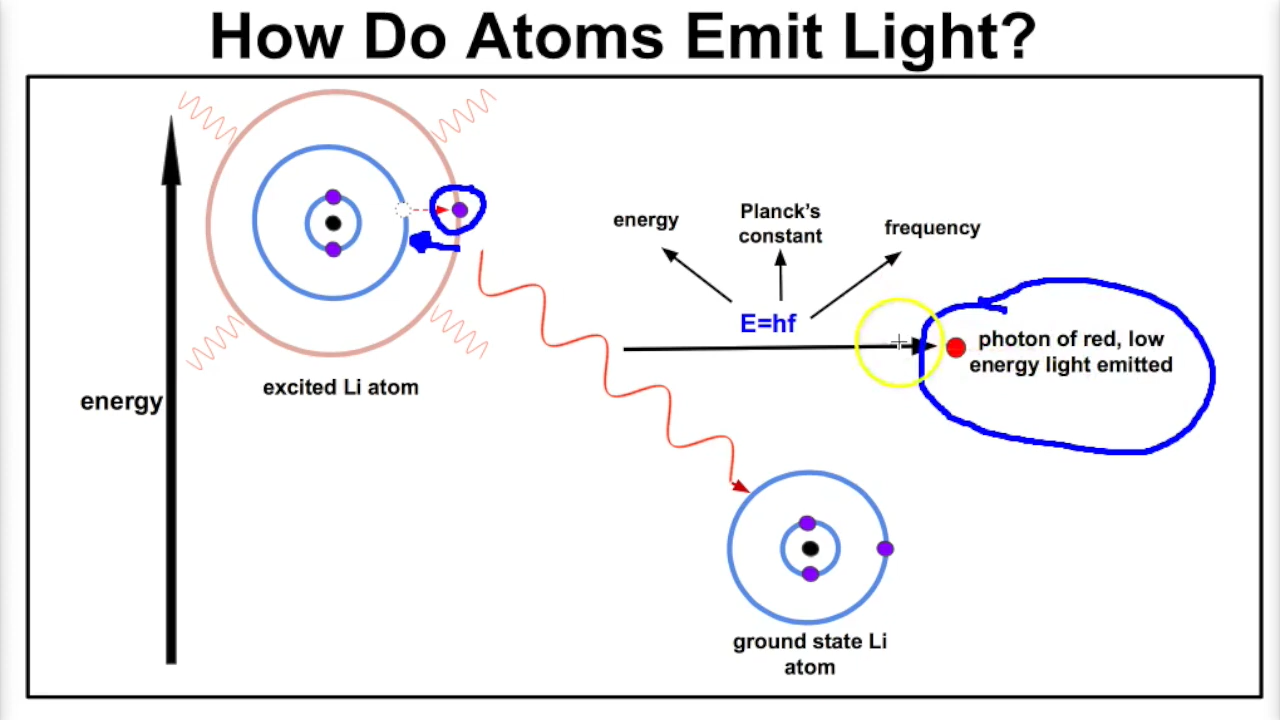 How Do Atoms Emit Light?
energy
Planck's
constant
frequency
E=hf
photon of red, low
energy light emitted
excited Li atom
energy
ground state Li
atom